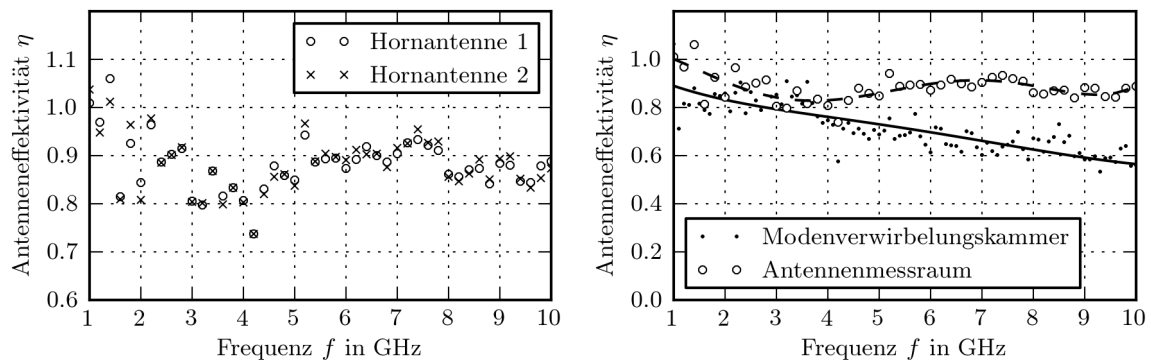 Antenneneffektivität η
1.1
1.0
0.9
0.8
0.7
0.6
1 2 3 4 5 6 7 8 9 10
Frequenz f in GHz
Hornantenne 1
Hornantenne 2
Antenneneffektivität η
1.0
0.8
0.6
0.4
0.2
0.0
1 2 3 4 5 6 7 8 9 10
Frequenz f in GHz
Modenverwirbelungskammer
Antennenmessraum